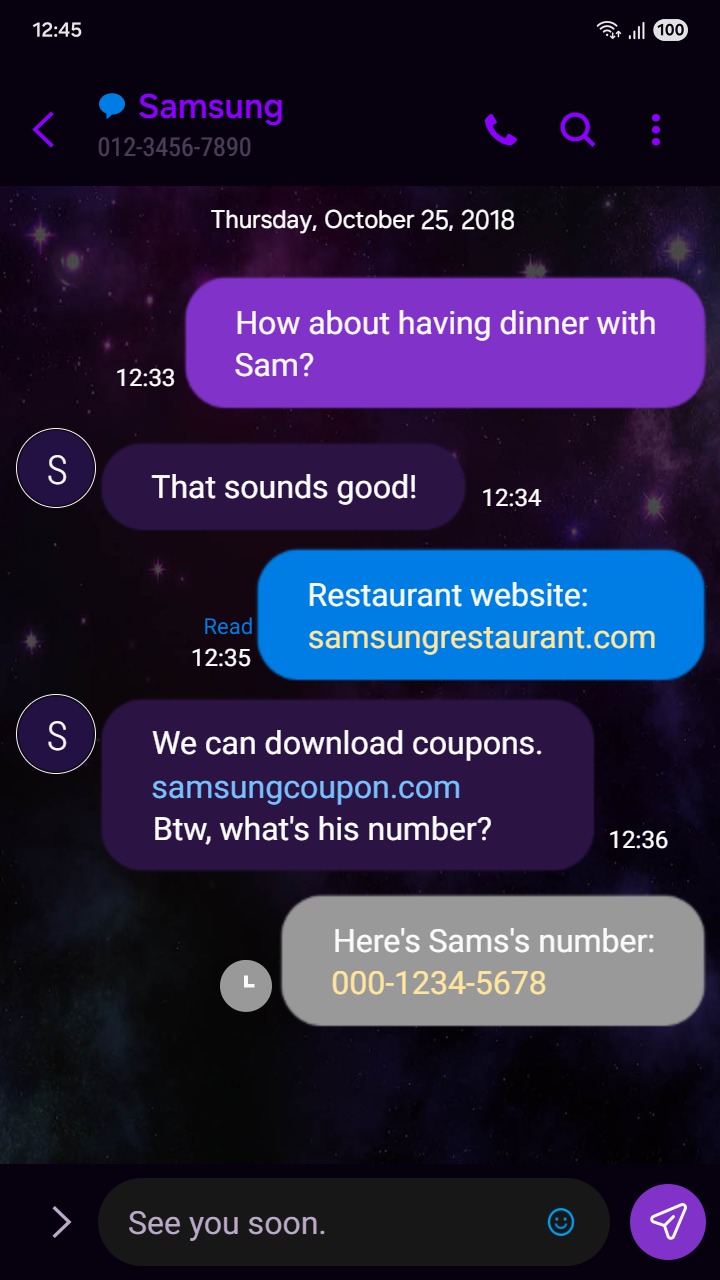 12:45
100
Samsung
012-3456-7890
Thursday, October 25, 2018
How about having dinner with
Sam?
12:33
S
That sounds good!
12:34
Restaurant website:
samsungrestaurant.com
Read
12:35
S
We can download coupons.
samsungcoupon.com
Btw, what's his number?
12:36
Here's Sams's number:
000-1234-5678
See you soon.